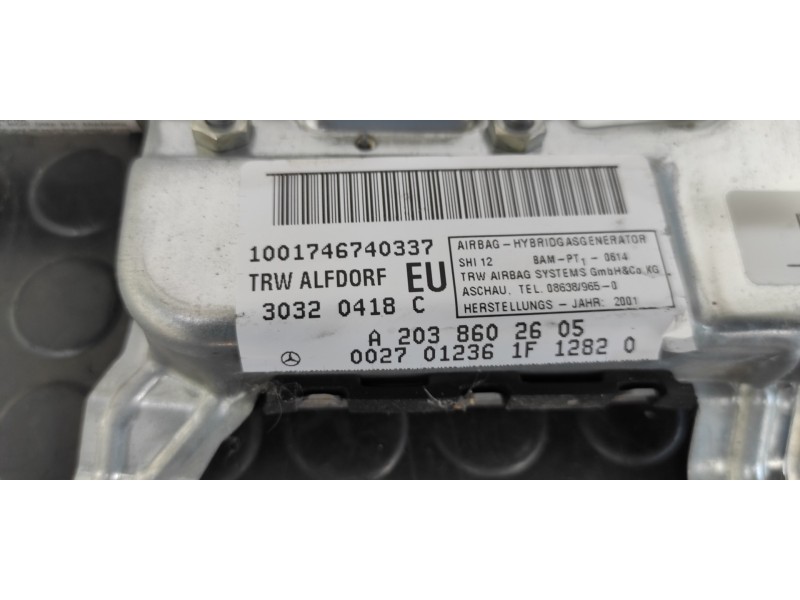 1001746740337
TRW ALFDORF EU
3032 0418 C
AIRBAG - HYBRIDGASGENERATOR
SHI 12 BAM-PT1 - 0814
TRW AIRBAG SYSTEMS GmbH&Co.KG
ASCHAU, TEL. 08638/965-0
HERSTELLUNGS - JAHR: 2001
A 203 860 26 05
0027 01236 1F 1282 0